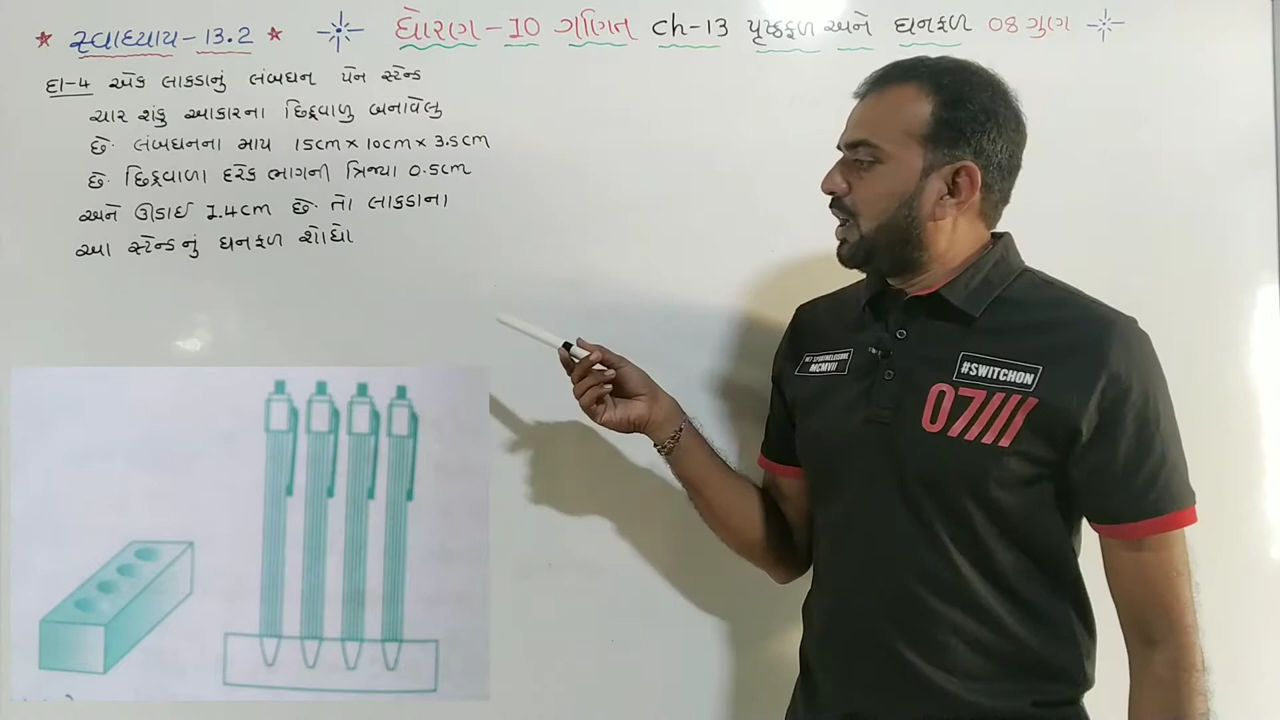 સ્વાધ્યાય-13.2
ધોરણ-10 ગણિત ch-13 પૃષ્ઠફળ અને ઘનફળ 08 ગુણ
દા-4 એક લાકડાનું લંબઘન પેન સ્ટેન્ડ
ચાર શંકુ આકારના છિદ્રવાળુ બનાવેલુ
છે. લંબઘનના માપ 15cm x 10cm x 3.5cm
છે. છિદ્રવાળા દરેક ભાગની ત્રિજ્યા 0.5cm
અને ઊંડાઈ 1.4cm છે. તો લાકડાના
આ સ્ટેન્ડનું ઘનફળ શોધો
MCMVII
#SWITCHON
07///